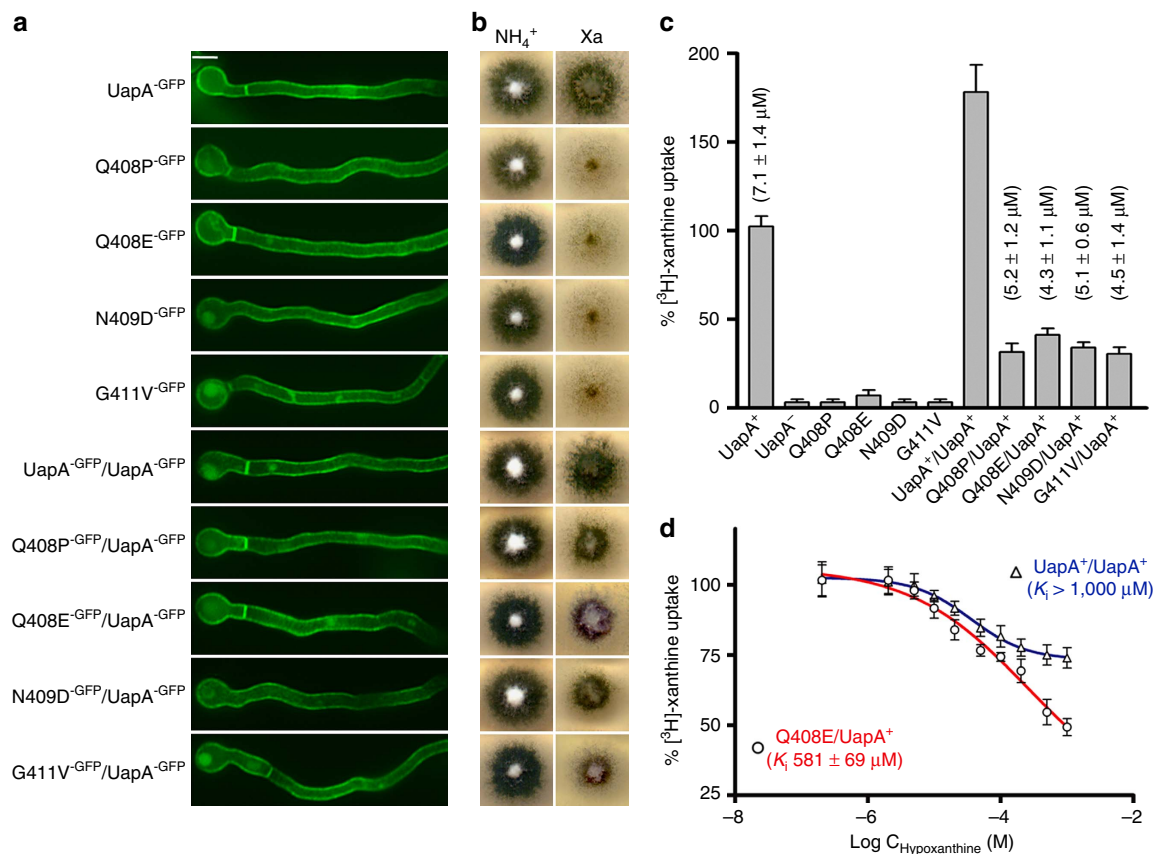 a
UapA-GFP
Q408P-GFP
Q408E-GFP
N409D-GFP
G411V-GFP
UapA-GFP/UapA-GFP
Q408P-GFP/UapA-GFP
Q408E-GFP/UapA-GFP
N409D-GFP/UapA-GFP
G411V-GFP/UapA-GFP
b
NH4+ Xa
c
% [3H]-xanthine uptake
200
150
100
50
0
(7.1 ± 1.4 µM)
(5.2 ± 1.2 µM)
(4.3 ± 1.1 µM)
(5.1 ± 0.6 µM)
(4.5 ± 1.4 µM)
UapA+
UapA–
Q408P
Q408E
N409D
G411V
UapA+/UapA+
Q408P/UapA+
Q408E/UapA+
N409D/UapA+
G411V/UapA+
d
% [3H]-xanthine uptake
100
75
50
25
UapA+/UapA+
(Ki > 1,000 µM)
Q408E/UapA+
(Ki 581 ± 69 µM)
–8 –6 –4 –2
Log CHypoxanthine (M)